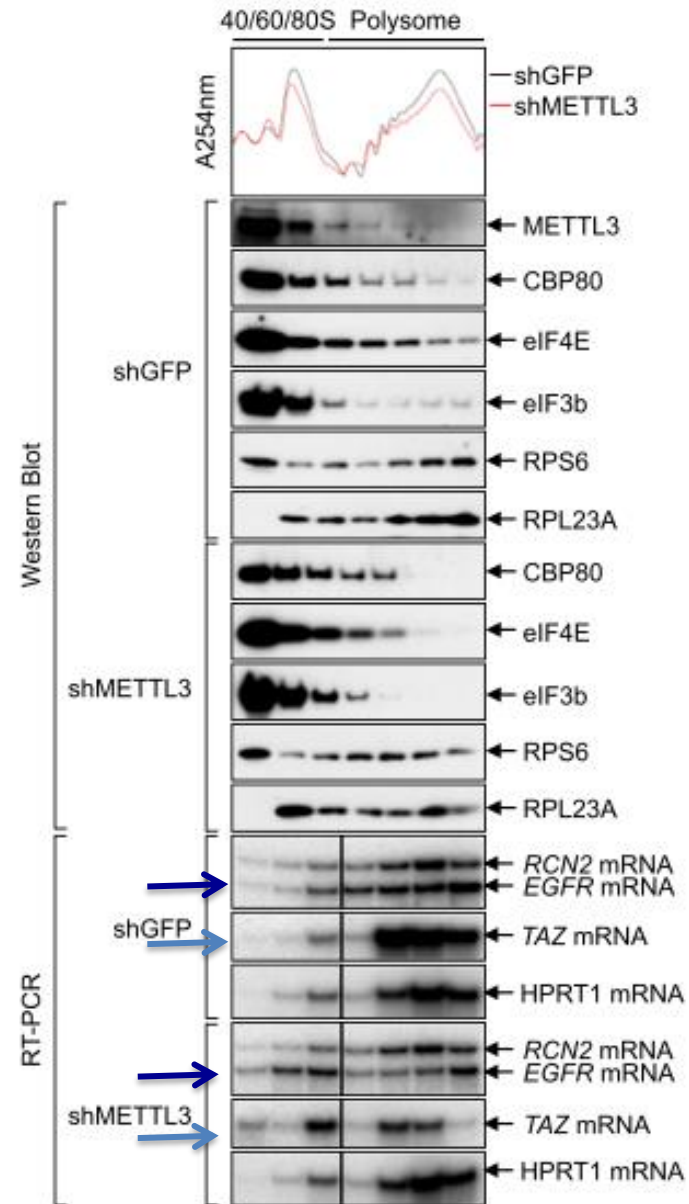 40/60/80S Polysome
A254nm
shGFP
shMETTL3
Western Blot
shGFP
METTL3
CBP80
eIF4E
eIF3b
RPS6
RPL23A
shMETTL3
CBP80
eIF4E
eIF3b
RPS6
RPL23A
RT-PCR
shGFP
RCN2 mRNA
EGFR mRNA
TAZ mRNA
HPRT1 mRNA
shMETTL3
RCN2 mRNA
EGFR mRNA
TAZ mRNA
HPRT1 mRNA